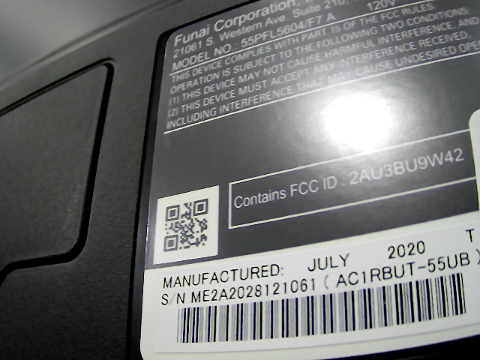 Funai Corporation,
21061 S Western Ave. Suite 210,
MODEL NO. 55PFL5604/F7 A 120V
THIS DEVICE COMPLIES WITH PART 15 OF THE FCC RULES.
OPERATION IS SUBJECT TO THE FOLLOWING TWO CONDITIONS:
(1) THIS DEVICE MAY NOT CAUSE HARMFUL INTERFERENCE, AND
(2) THIS DEVICE MUST ACCEPT ANY INTERFERENCE RECEIVED,
INCLUDING INTERFERENCE THAT MAY CAUSE UNDESIRED
Contains FCC ID : 2AU3BU9W42
MANUFACTURED: JULY 2020 T
S/N ME2A2028121061 ( AC1RBUT-55UB )